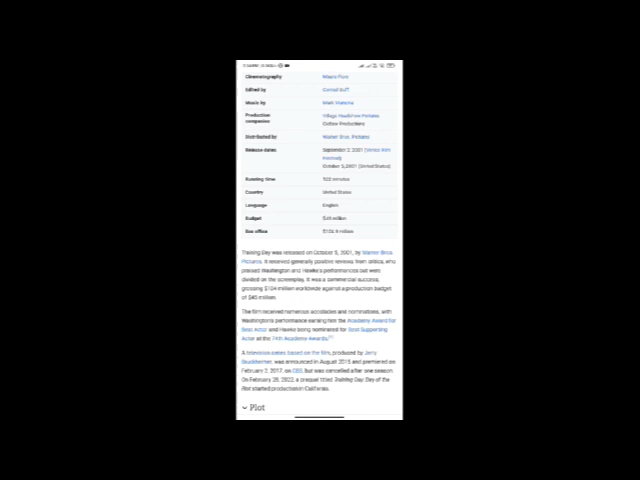 Cinematography Mauro Fiore
Edited by Conrad Buff
Music by Mark Mancina
Production Village Roadshow Pictures
companies Outlaw Productions
Distributed by Warner Bros. Pictures
Release dates September 2, 2001 (Venice Film
Festival)
October 5, 2001 (United States)
Running time 122 minutes
Country United States
Language English
Budget $45 million
Box office $104.9 million
Training Day was released on October 5, 2001, by Warner Bros.
Pictures. It received generally positive reviews from critics, who
praised Washington and Hawke's performances but were
divided on the screenplay. It was a commercial success,
grossing $104 million worldwide against a production budget
of $45 million.
The film received numerous accolades and nominations, with
Washington's performance earning him the Academy Award for
Best Actor and Hawke being nominated for Best Supporting
Actor at the 74th Academy Awards.
A television series based on the film, produced by Jerry
Bruckheimer, was announced in August 2015 and premiered on
February 2, 2017, on CBS, but was cancelled after one season.
On February 28, 2022, a prequel titled Training Day: Day of the
Riot started production in California.
Plot